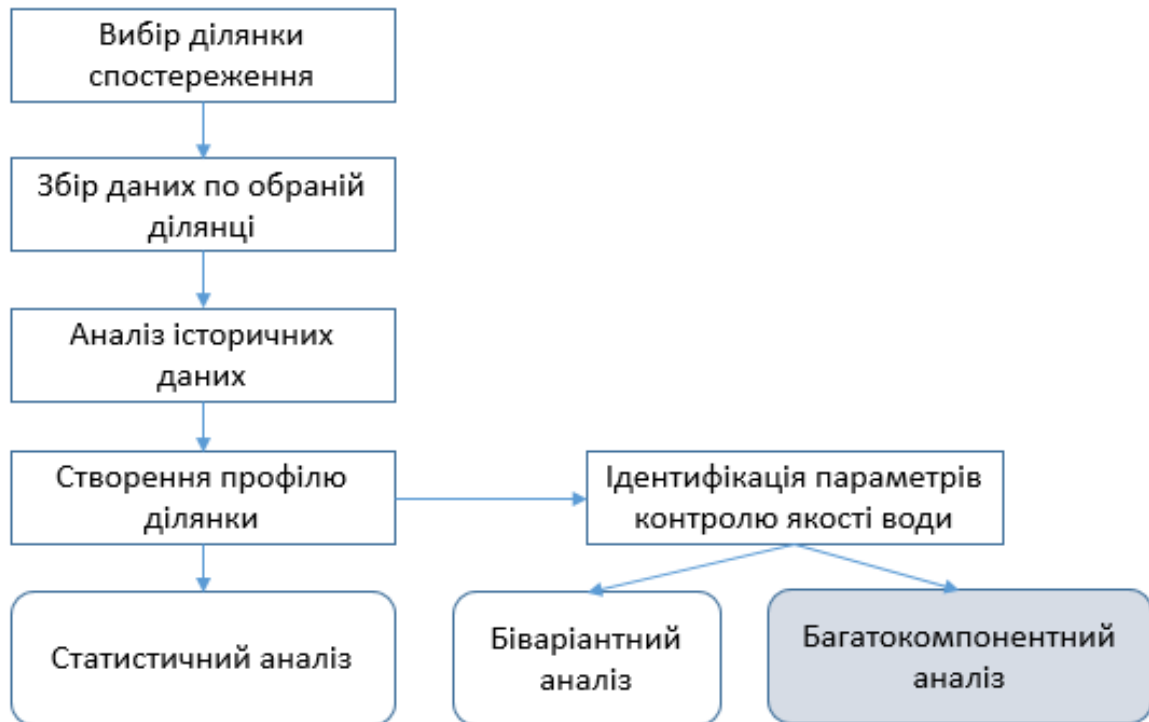 Вибір ділянки
спостереження
Збір даних по обраній
ділянці
Аналіз історичних
даних
Створення профілю
ділянки
Ідентифікація параметрів
контролю якості води
Статистичний аналіз
Біваріантний
аналіз
Багатокомпонентний
аналіз